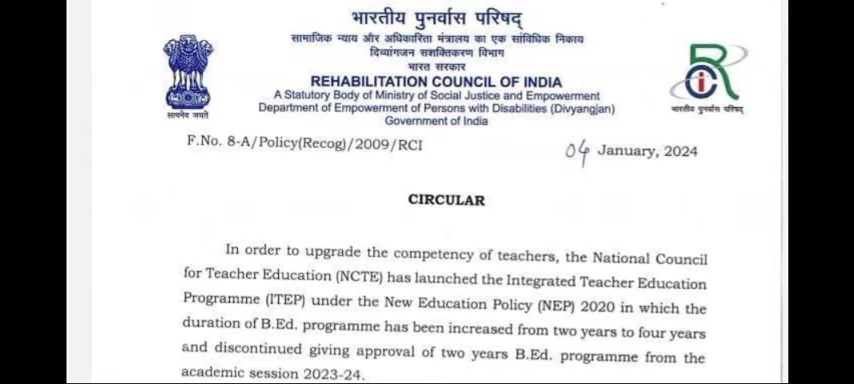 भारतीय पुनर्वास परिषद्
सामाजिक न्याय और अधिकारिता मंत्रालय का एक सांविधिक निकाय
दिव्यांगजन सशक्तिकरण विभाग
भारत सरकार
REHABILITATION COUNCIL OF INDIA
A Statutory Body of Ministry of Social Justice and Empowerment
Department of Empowerment of Persons with Disabilities (Divyangjan)
Government of India
सत्यमेव जयते
RCI
भारतीय पुनर्वास परिषद्
F.No. 8-A/Policy(Recog)/2009/RCI
04 January, 2024
CIRCULAR
In order to upgrade the competency of teachers, the National Council
for Teacher Education (NCTE) has launched the Integrated Teacher Education
Programme (ITEP) under the New Education Policy (NEP) 2020 in which the
duration of B.Ed. programme has been increased from two years to four years
and discontinued giving approval of two years B.Ed. programme from the
academic session 2023-24.